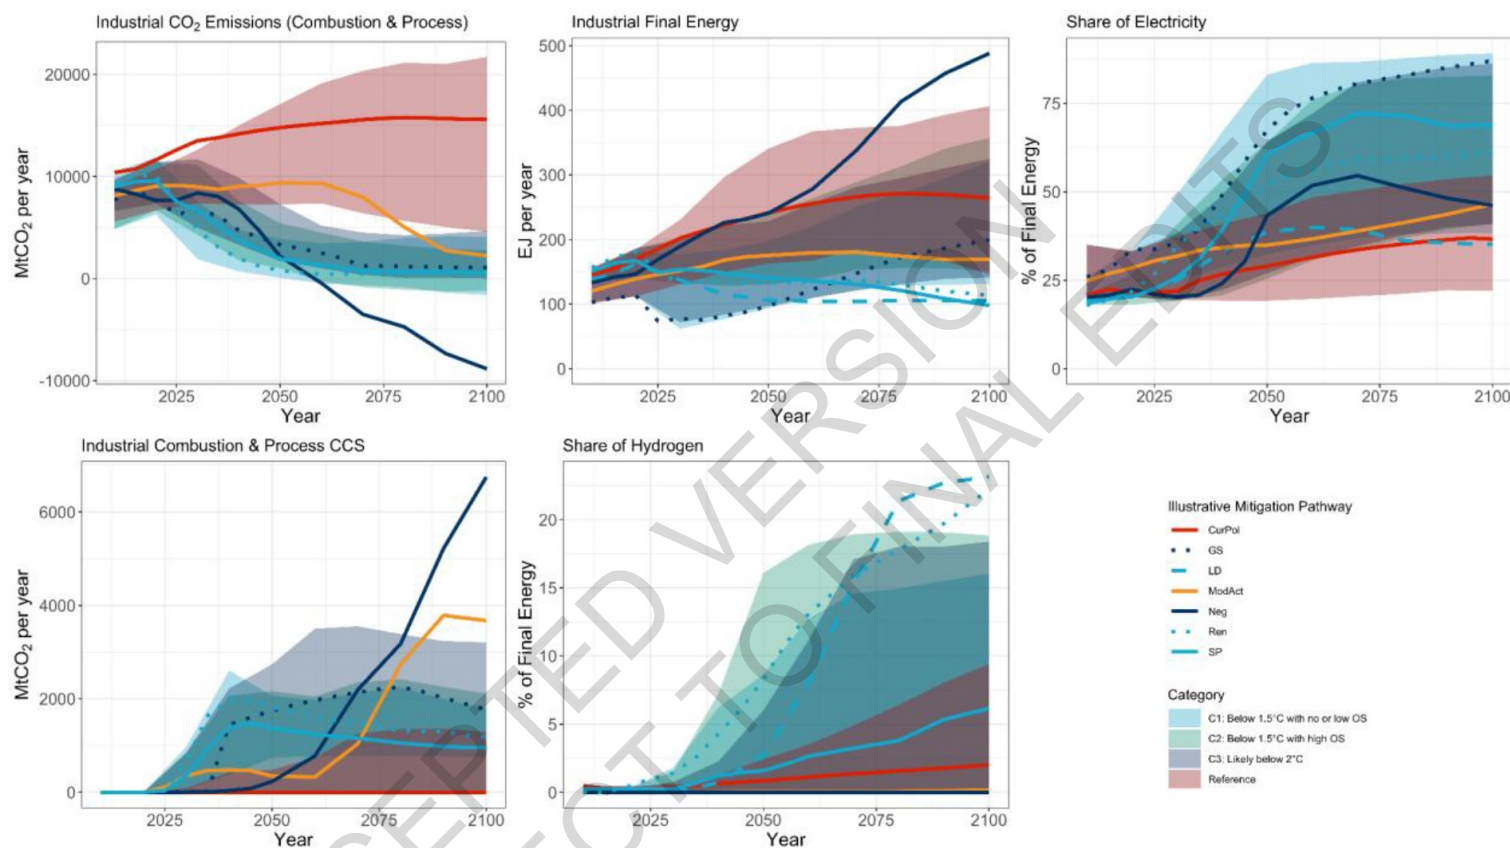 Industrial CO2 Emissions (Combustion & Process)
Industrial Final Energy
Share of Electricity
MtCO2 per year
20000
10000
0
-10000
2025
2050
2075
2100
Year
EJ per year
500
400
300
200
100
0
2025
2050
2075
2100
Year
% of Final Energy
75
50
25
0
2025
2050
2075
2100
Year
Industrial Combustion & Process CCS
Share of Hydrogen
MtCO2 per year
6000
4000
2000
0
2025
2050
2075
2100
Year
% of Final Energy
20
15
10
5
0
2025
2050
2075
2100
Year
Illustrative Mitigation Pathway
CurPol
GS
LD
ModAct
Neg
Ren
SP
Category
C1: Below 1.5°C with no or low OS
C2: Below 1.5°C with high OS
C3: Likely below 2°C
Reference
CEPTED VERSION
ECT TO FINAL EDITS